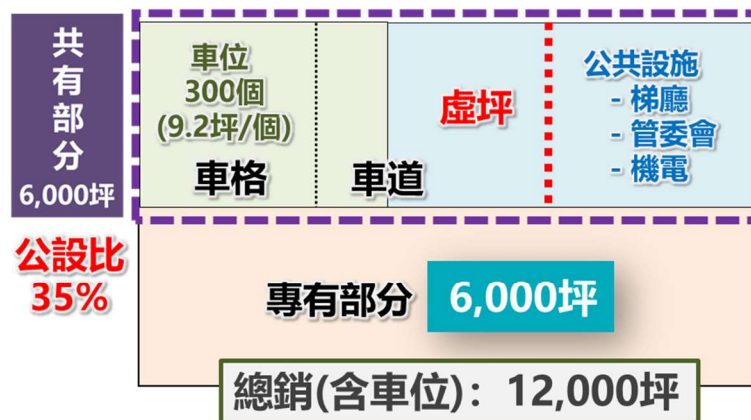 共有部分
6,000坪
車位
300個
(9.2坪/個)
車格
車道
虛坪
公共設施
- 梯廳
- 管委會
- 機電
公設比
35%
專有部分
6,000坪
總銷(含車位)：12,000坪